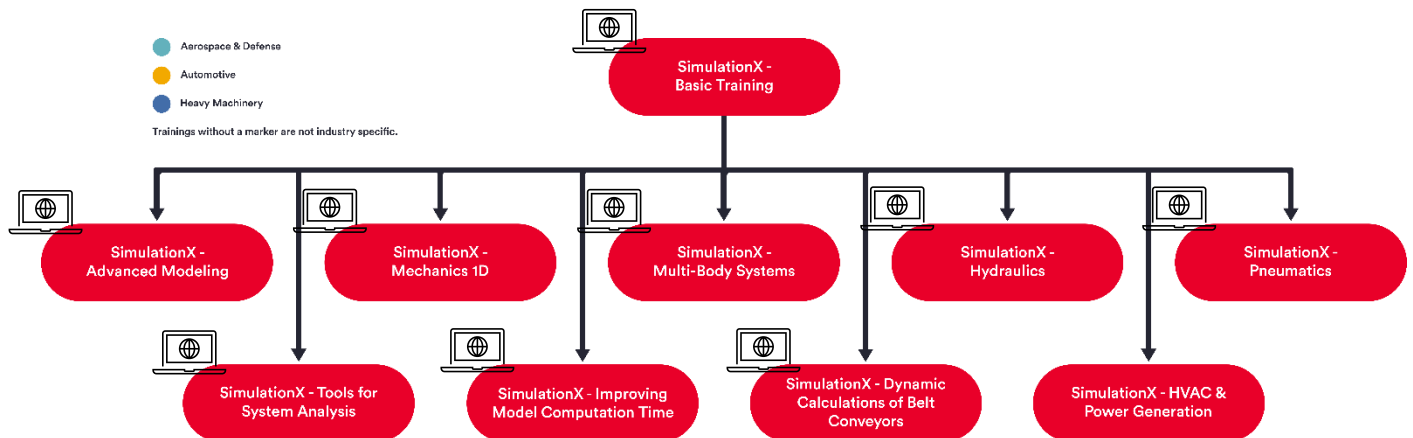 Aerospace & Defense
Automotive
Heavy Machinery
Trainings without a marker are not industry specific.
SimulationX -
Basic Training
SimulationX -
Advanced Modeling
SimulationX -
Mechanics 1D
SimulationX -
Multi-Body Systems
SimulationX -
Hydraulics
SimulationX -
Pneumatics
SimulationX - Tools for
System Analysis
SimulationX - Improving
Model Computation Time
SimulationX - Dynamic
Calculations of Belt
Conveyors
SimulationX - HVAC &
Power Generation